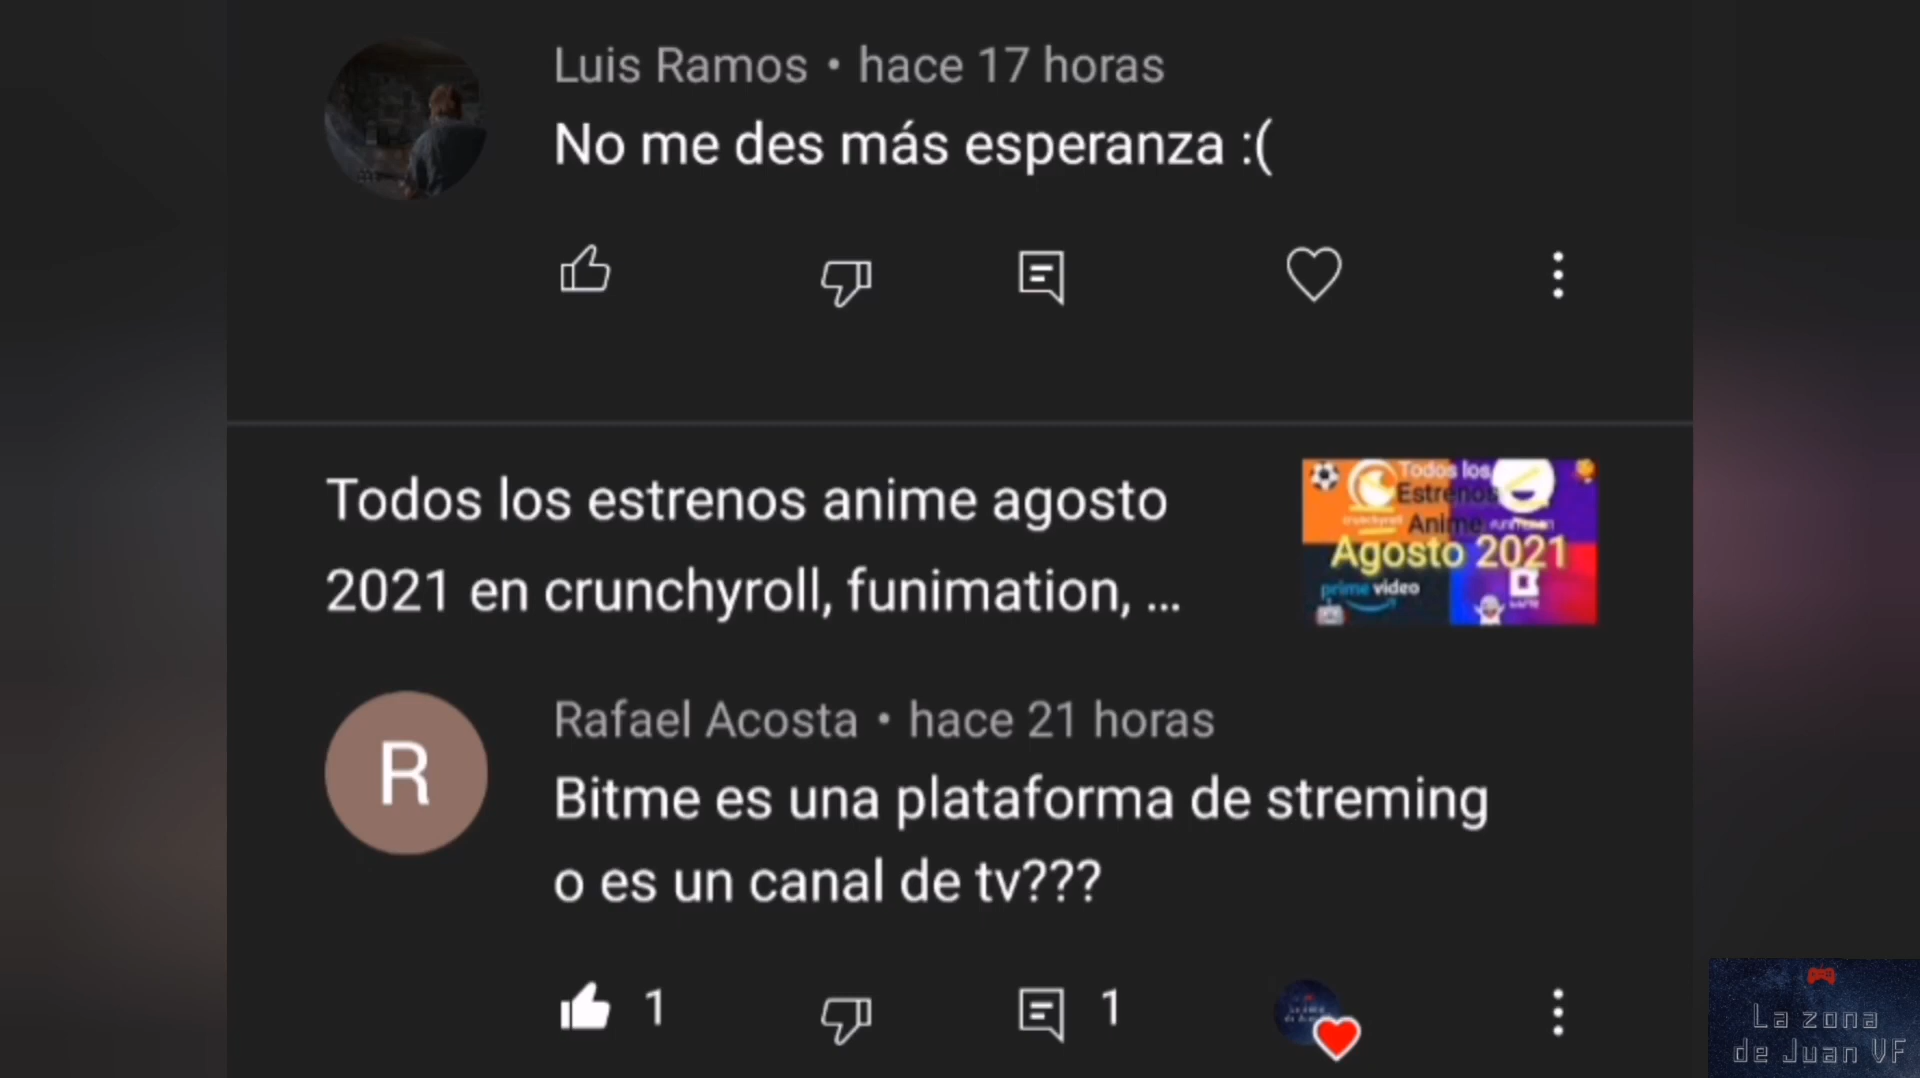 Luis Ramos • hace 17 horas
No me des más esperanza :(
Todos los estrenos anime agosto
2021 en crunchyroll, funimation, ...
Todos los
Estrenos
Anime
Agosto 2021
crunchyroll
funimation
prime video
R
Rafael Acosta • hace 21 horas
Bitme es una plataforma de streming
o es un canal de tv???
1
1
La zona
de Juan VF